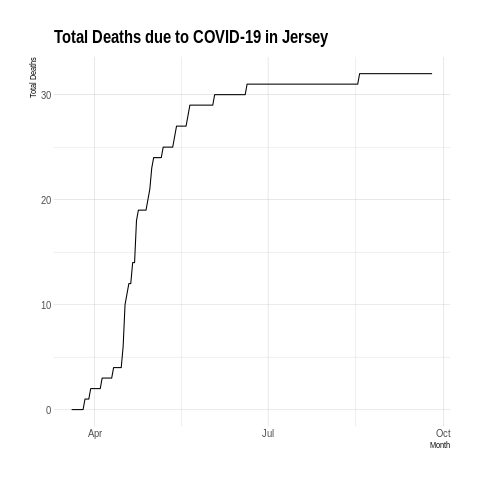 Total Deaths due to COVID-19 in Jersey
Total Deaths
30
20
10
0
Apr
Jul
Oct
Month